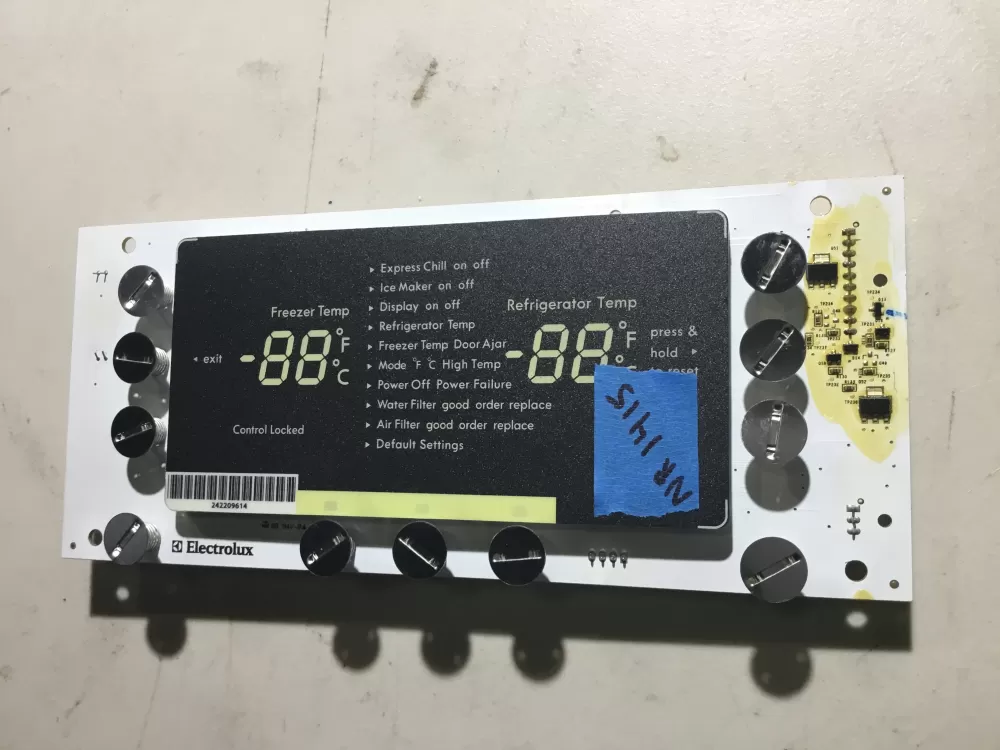 Express Chill on off
Ice Maker on off
Display on off
Refrigerator Temp
Freezer Temp Door Ajar
Mode °F °C High Temp
Power Off Power Failure
Water Filter good order replace
Air Filter good order replace
Default Settings
Freezer Temp
-88 °F °C
exit
Control Locked
Refrigerator Temp
-88 °F
press &
hold
to reset
NR 1415
242209614
Electrolux